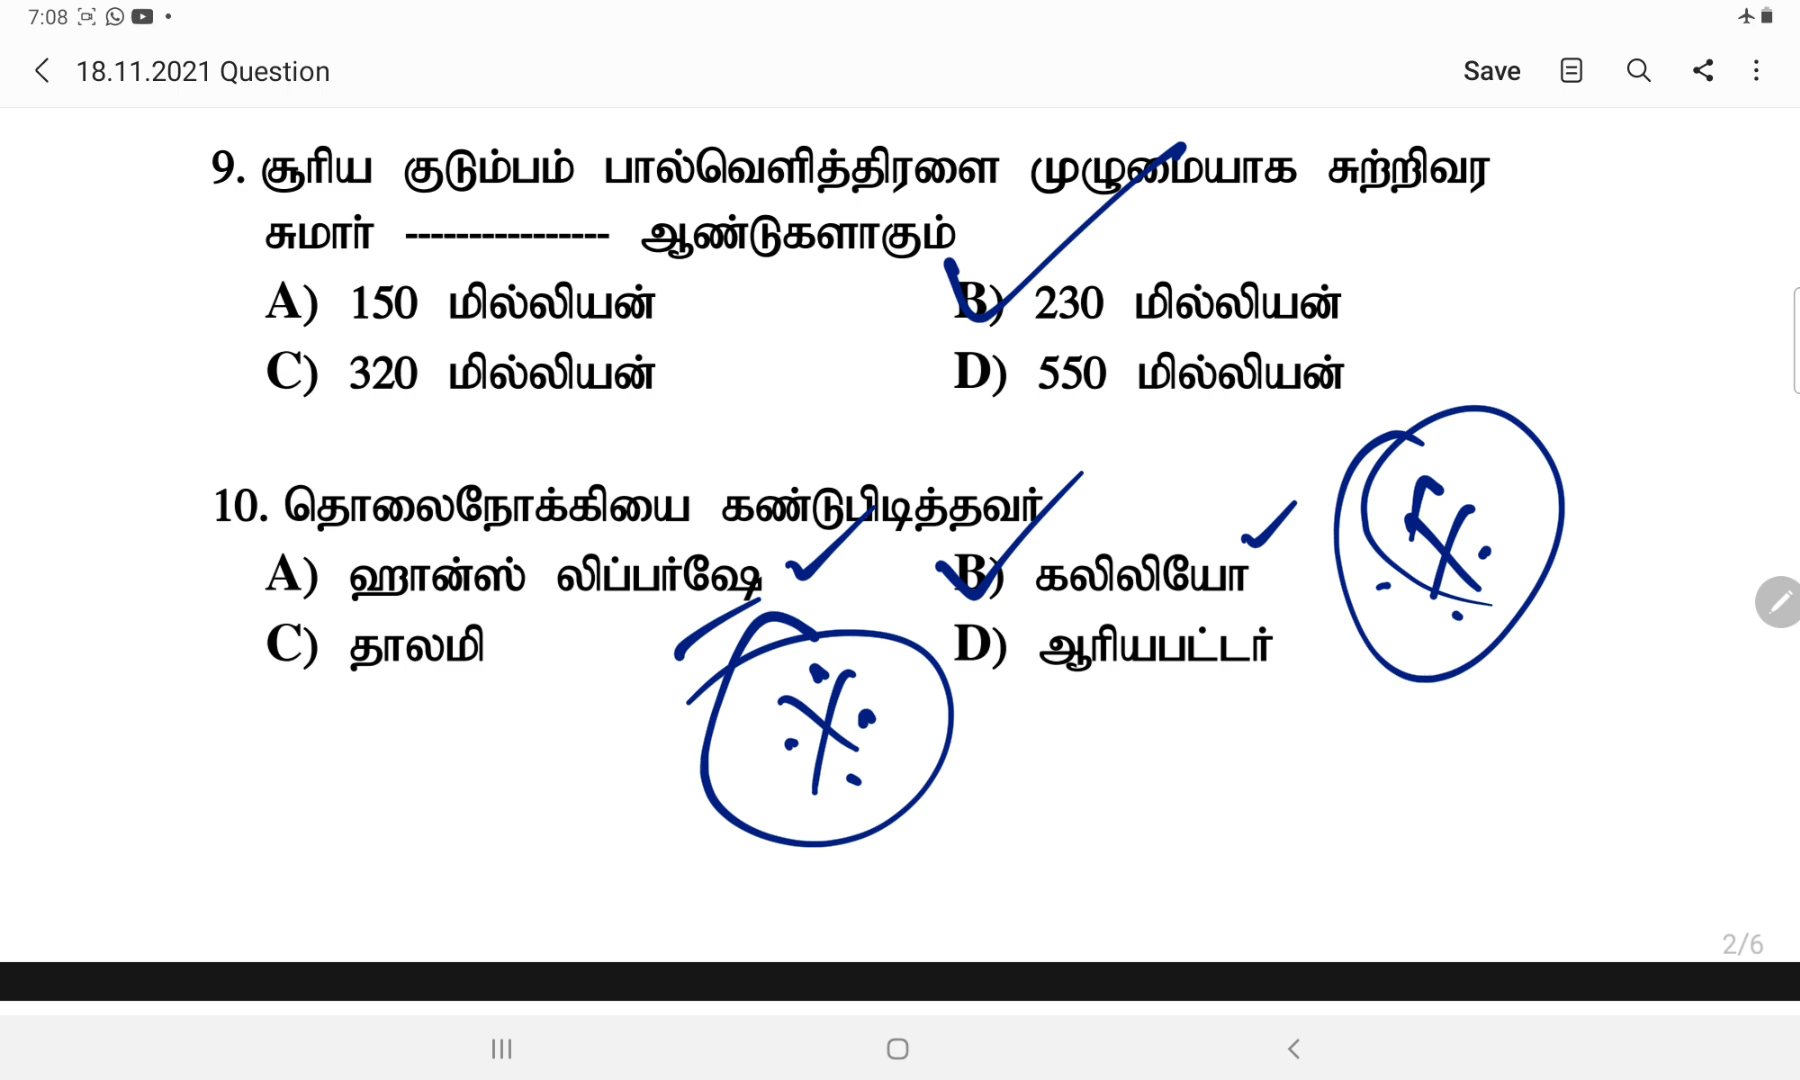 7:08
18.11.2021 Question
Save
9. சூரிய குடும்பம் பால்வெளித்திரளை முழுமையாக சுற்றிவர
சுமார் ---------------- ஆண்டுகளாகும்
A) 150 மில்லியன் B) 230 மில்லியன்
C) 320 மில்லியன் D) 550 மில்லியன்
10. தொலைநோக்கியை கண்டுபிடித்தவர்
A) ஹான்ஸ் லிப்பர்ஷே B) கலிலியோ
C) தாலமி D) ஆரியபட்டர்
2/6